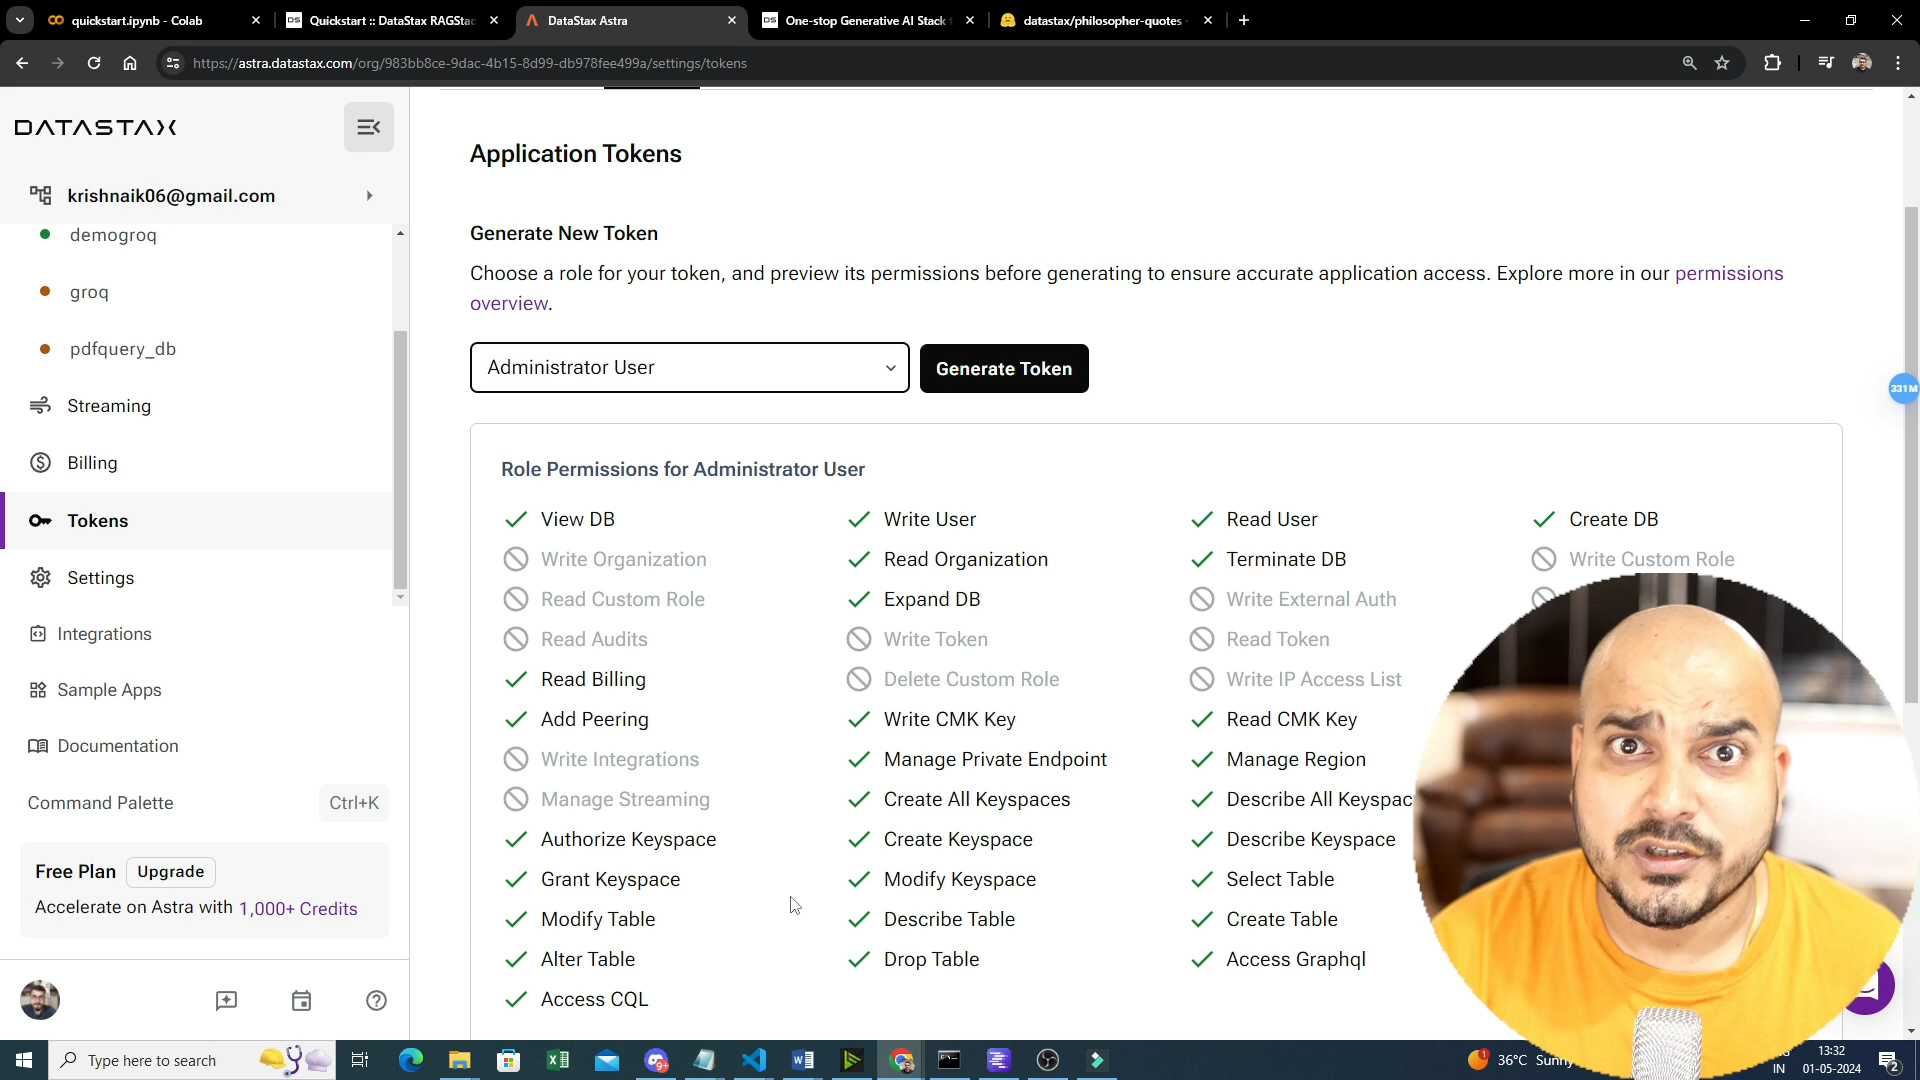 quickstart.ipynb - Colab
Quickstart :: DataStax RAGStac
DataStax Astra
One-stop Generative AI Stack
datastax/philosopher-quotes
https://astra.datastax.com/org/983bb8ce-9dac-4b15-8d99-db978fee499a/settings/tokens
DATASTAX
krishnaik06@gmail.com
demogroq
groq
pdfquery_db
Streaming
Billing
Tokens
Settings
Integrations
Sample Apps
Documentation
Command Palette
Ctrl+K
Free Plan
Upgrade
Accelerate on Astra with 1,000+ Credits
Application Tokens
Generate New Token
Choose a role for your token, and preview its permissions before generating to ensure accurate application access. Explore more in our permissions
overview.
Administrator User
Generate Token
Role Permissions for Administrator User
View DB
Write User
Read User
Create DB
Write Organization
Read Organization
Terminate DB
Write Custom Role
Read Custom Role
Expand DB
Write External Auth
Read Audits
Write Token
Read Token
Read Billing
Delete Custom Role
Write IP Access List
Add Peering
Write CMK Key
Read CMK Key
Write Integrations
Manage Private Endpoint
Manage Region
Manage Streaming
Create All Keyspaces
Describe All Keyspac
Authorize Keyspace
Create Keyspace
Describe Keyspace
Grant Keyspace
Modify Keyspace
Select Table
Modify Table
Describe Table
Create Table
Alter Table
Drop Table
Access Graphql
Access CQL
331M
Type here to search
9+
1
36°C Sunny
IN
13:32
01-05-2024
2